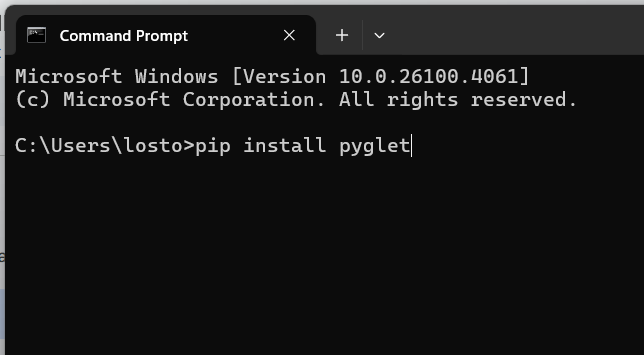 Command Prompt
Microsoft Windows [Version 10.0.26100.4061]
(c) Microsoft Corporation. All rights reserved.
C:\Users\losto>pip install pyglet